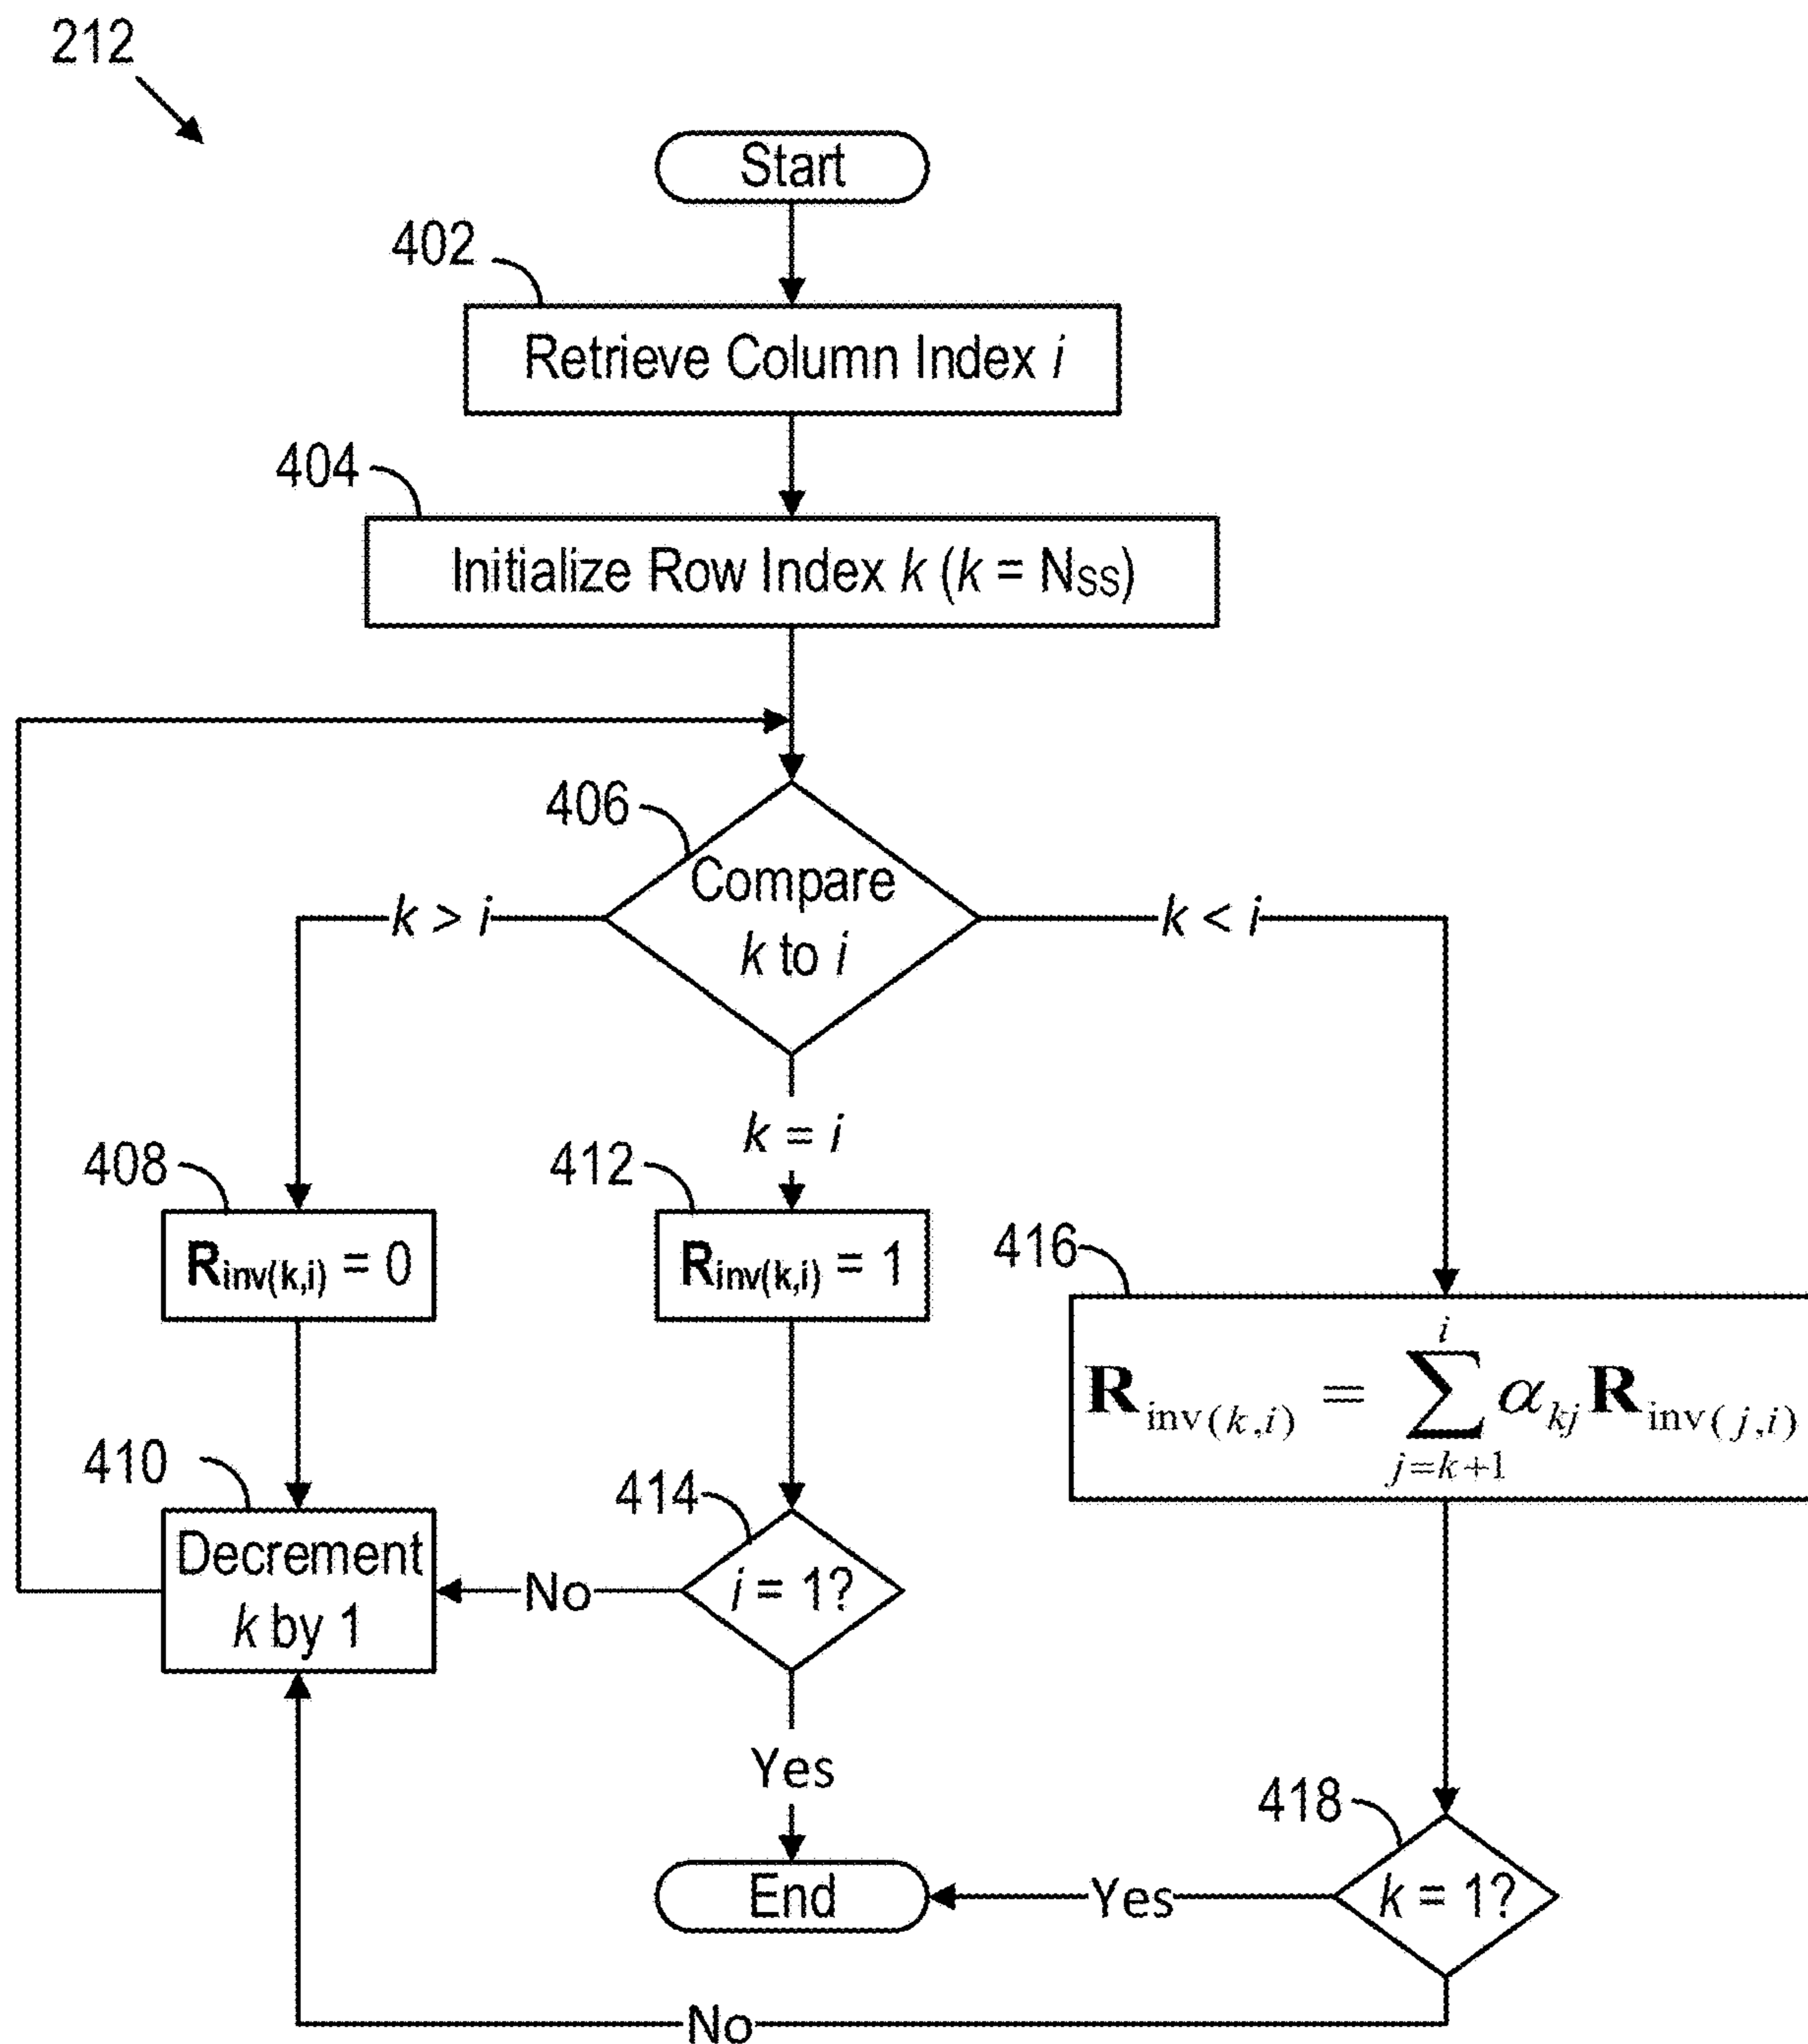 212
Start
402
Retrieve Column Index i
404
Initialize Row Index k (k = NSS)
406
Compare
k to i
k > i
k < i
k = i
408
Rinv(k,i) = 0
412
Rinv(k,i) = 1
416
Rinv(k,i) = ∑ i j=k+1 αkj Rinv(j,i)
410
Decrement
k by 1
414
i = 1?
No
Yes
418
k = 1?
Yes
End
No